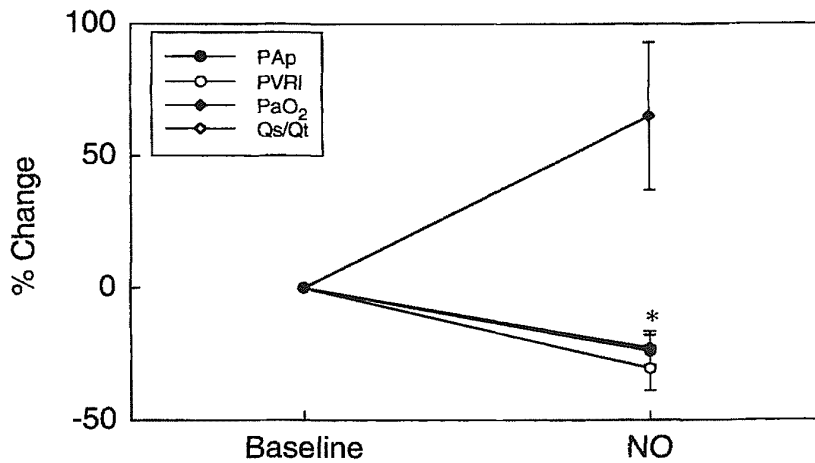 100
PAp
PVRI
PaO₂
Qs/Qt
50
% Change
0
*
-50
Baseline NO